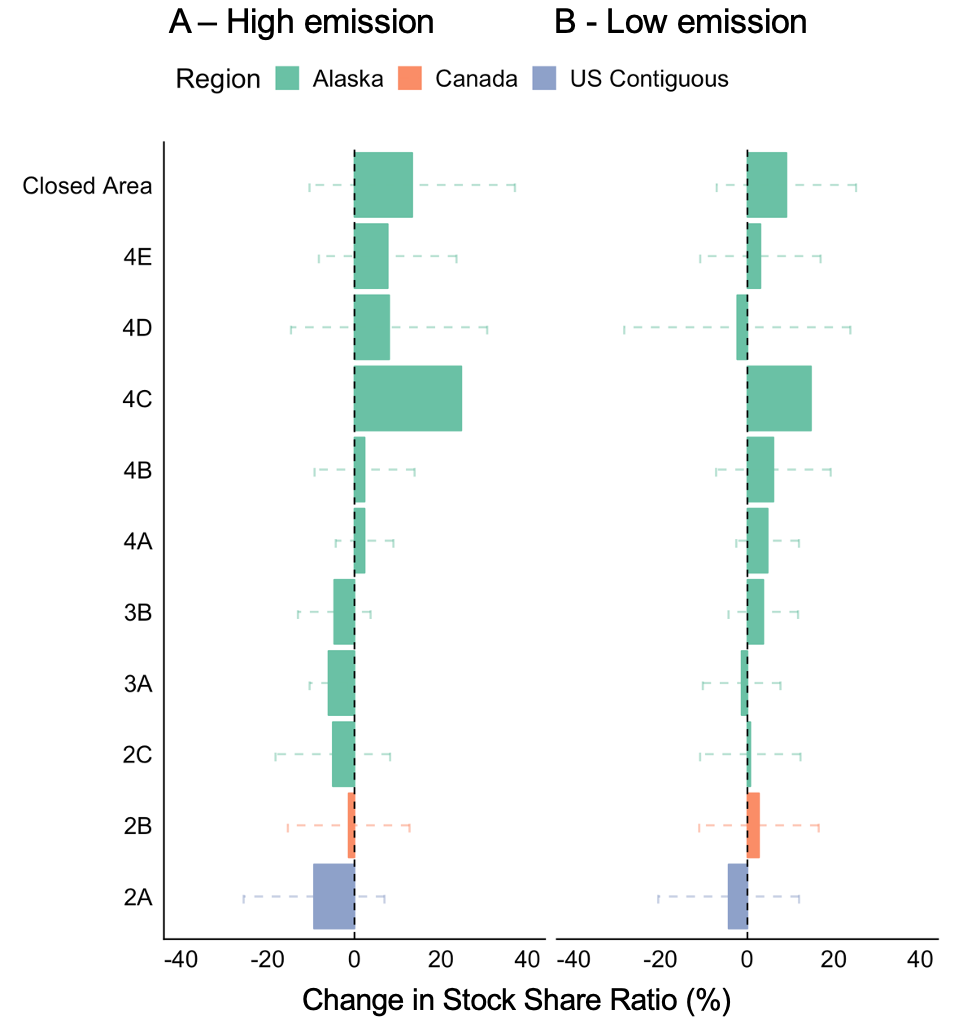 A – High emission B - Low emission
Region Alaska Canada US Contiguous
Closed Area
4E
4D
4C
4B
4A
3B
3A
2C
2B
2A
-40 -20 0 20 40 -40 -20 0 20 40
Change in Stock Share Ratio (%)